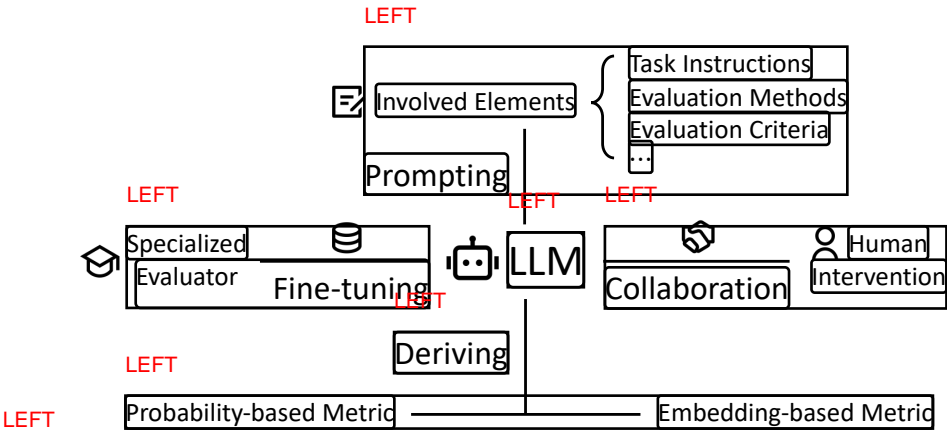 LEFT
Task Instructions
Involved Elements
Evaluation Methods
Evaluation Criteria
...
Prompting
LEFT
LEFT
LEFT
Specialized
Evaluator
Fine-tuning
LLM
Collaboration
Human
Intervention
LEFT
Deriving
LEFT
LEFT
Probability-based Metric
Embedding-based Metric